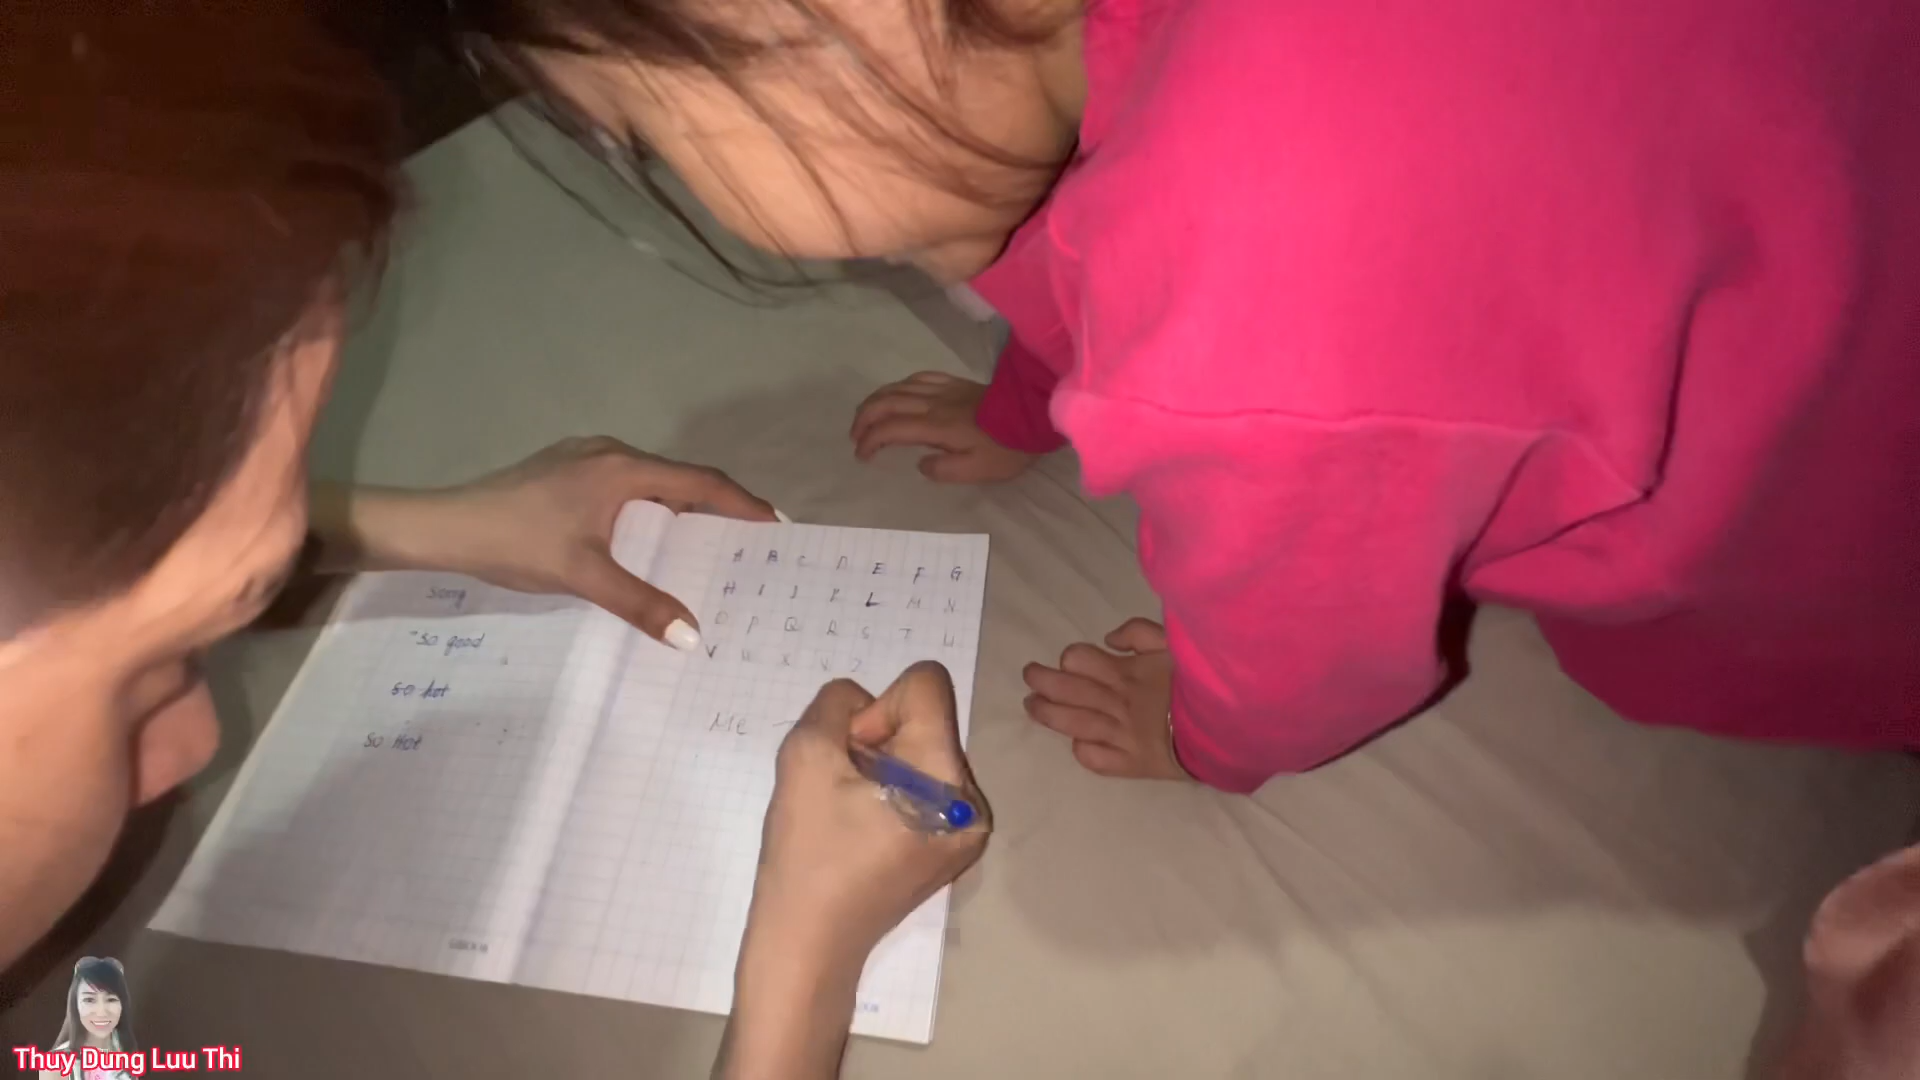 song
"so good
so hot
so Hot
A B C D E F G
H I J K L M N
O P Q R S T U
V W X Y Z
Me T
Thuy Dung Luu Thi